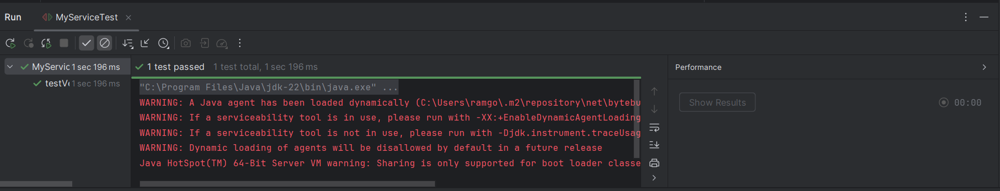 Run MyServiceTest
MyServic 1 sec 196 ms
testVe 1 sec 196 ms
1 test passed 1 test total, 1 sec 196 ms
"C:\Program Files\Java\jdk-22\bin\java.exe" ...
WARNING: A Java agent has been loaded dynamically (C:\Users\ramgo\.m2\repository\net\bytebu
WARNING: If a serviceability tool is in use, please run with -XX:+EnableDynamicAgentLoading
WARNING: If a serviceability tool is not in use, please run with -Djdk.instrument.traceUsag
WARNING: Dynamic loading of agents will be disallowed by default in a future release
Java HotSpot(TM) 64-Bit Server VM warning: Sharing is only supported for boot loader classe
Performance
Show Results 00:00